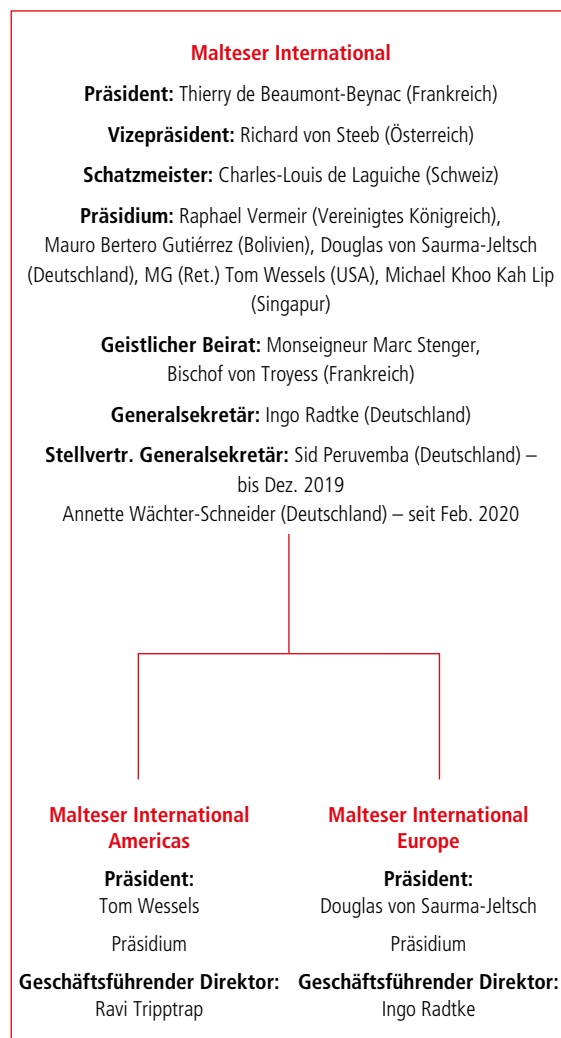 Malteser International
Präsident: Thierry de Beaumont-Beynac (Frankreich)
Vizepräsident: Richard von Steeb (Österreich)
Schatzmeister: Charles-Louis de Laguiche (Schweiz)
Präsidium: Raphael Vermeir (Vereinigtes Königreich),
Mauro Bertero Gutiérrez (Bolivien), Douglas von Saurma-Jeltsch
(Deutschland), MG (Ret.) Tom Wessels (USA), Michael Khoo Kah Lip
(Singapur)
Geistlicher Beirat: Monseigneur Marc Stenger,
Bischof von Troyess (Frankreich)
Generalsekretär: Ingo Radtke (Deutschland)
Stellvertr. Generalsekretär: Sid Peruvemba (Deutschland) –
bis Dez. 2019
Annette Wächter-Schneider (Deutschland) – seit Feb. 2020
Malteser International
Americas
Präsident:
Tom Wessels
Präsidium
Geschäftsführender Direktor:
Ravi Tripptrap
Malteser International
Europe
Präsident:
Douglas von Saurma-Jeltsch
Präsidium
Geschäftsführender Direktor:
Ingo Radtke